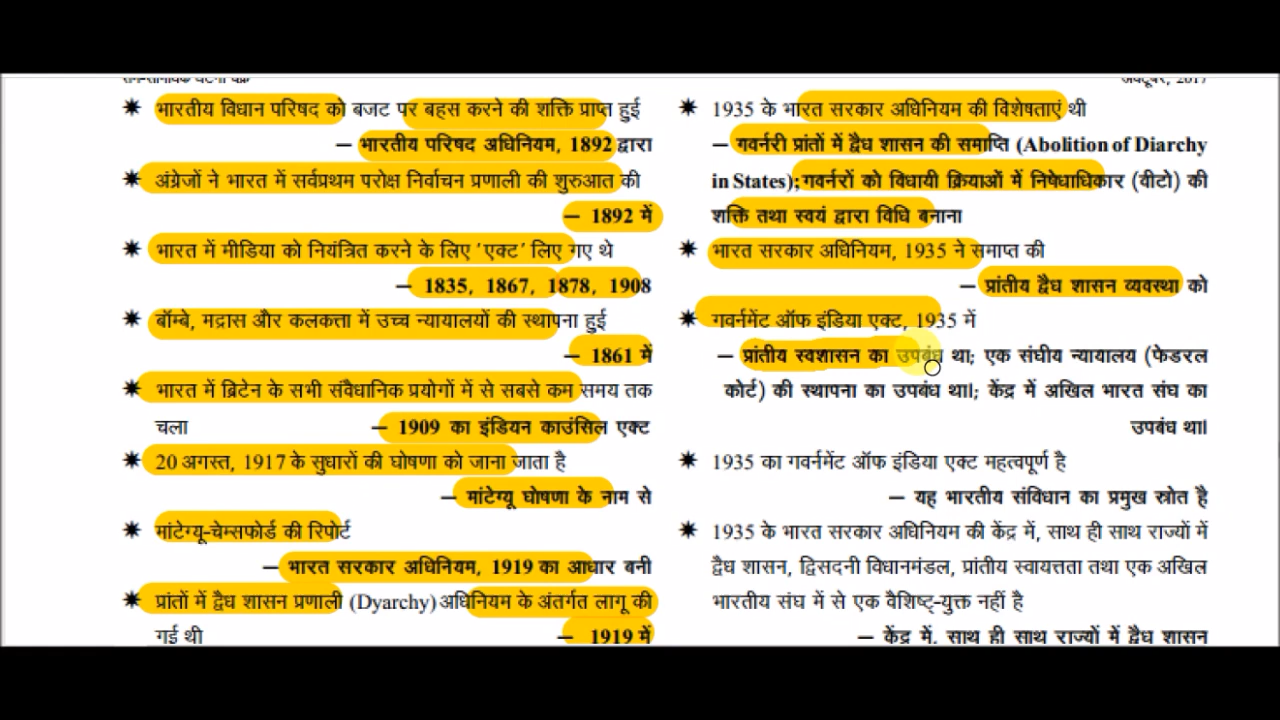 सम-सामयिक घटना चक्र
अक्टूबर, 2017
✶ भारतीय विधान परिषद को बजट पर बहस करने की शक्ति प्राप्त हुई
– भारतीय परिषद अधिनियम, 1892 द्वारा
✶ अंग्रेजों ने भारत में सर्वप्रथम परोक्ष निर्वाचन प्रणाली की शुरुआत की
– 1892 में
✶ भारत में मीडिया को नियंत्रित करने के लिए 'एक्ट' लिए गए थे
– 1835, 1867, 1878, 1908
✶ बॉम्बे, मद्रास और कलकत्ता में उच्च न्यायालयों की स्थापना हुई
– 1861 में
✶ भारत में ब्रिटेन के सभी संवैधानिक प्रयोगों में से सबसे कम समय तक
चला – 1909 का इंडियन काउंसिल एक्ट
✶ 20 अगस्त, 1917 के सुधारों की घोषणा को जाना जाता है
– मांटेग्यू घोषणा के नाम से
✶ मांटेग्यू-चेम्सफोर्ड की रिपोर्ट
– भारत सरकार अधिनियम, 1919 का आधार बनी
✶ प्रांतों में द्वैध शासन प्रणाली (Dyarchy) अधिनियम के अंतर्गत लागू की
गई थी – 1919 में
✶ 1935 के भारत सरकार अधिनियम की विशेषताएं थी
– गवर्नरी प्रांतों में द्वैध शासन की समाप्ति (Abolition of Diarchy
in States); गवर्नरों को विधायी क्रियाओं में निषेधाधिकार (वीटो) की
शक्ति तथा स्वयं द्वारा विधि बनाना
✶ भारत सरकार अधिनियम, 1935 ने समाप्त की
– प्रांतीय द्वैध शासन व्यवस्था को
✶ गवर्नमेंट ऑफ इंडिया एक्ट, 1935 में
– प्रांतीय स्वशासन का उपबंध था; एक संघीय न्यायालय (फेडरल
कोर्ट) की स्थापना का उपबंध था।; केंद्र में अखिल भारत संघ का
उपबंध था।
✶ 1935 का गवर्नमेंट ऑफ इंडिया एक्ट महत्वपूर्ण है
– यह भारतीय संविधान का प्रमुख स्रोत है
✶ 1935 के भारत सरकार अधिनियम की केंद्र में, साथ ही साथ राज्यों में
द्वैध शासन, द्विसदनी विधानमंडल, प्रांतीय स्वायत्तता तथा एक अखिल
भारतीय संघ में से एक वैशिष्ट्-युक्त नहीं है
– केंद्र में, साथ ही साथ राज्यों में द्वैध शासन